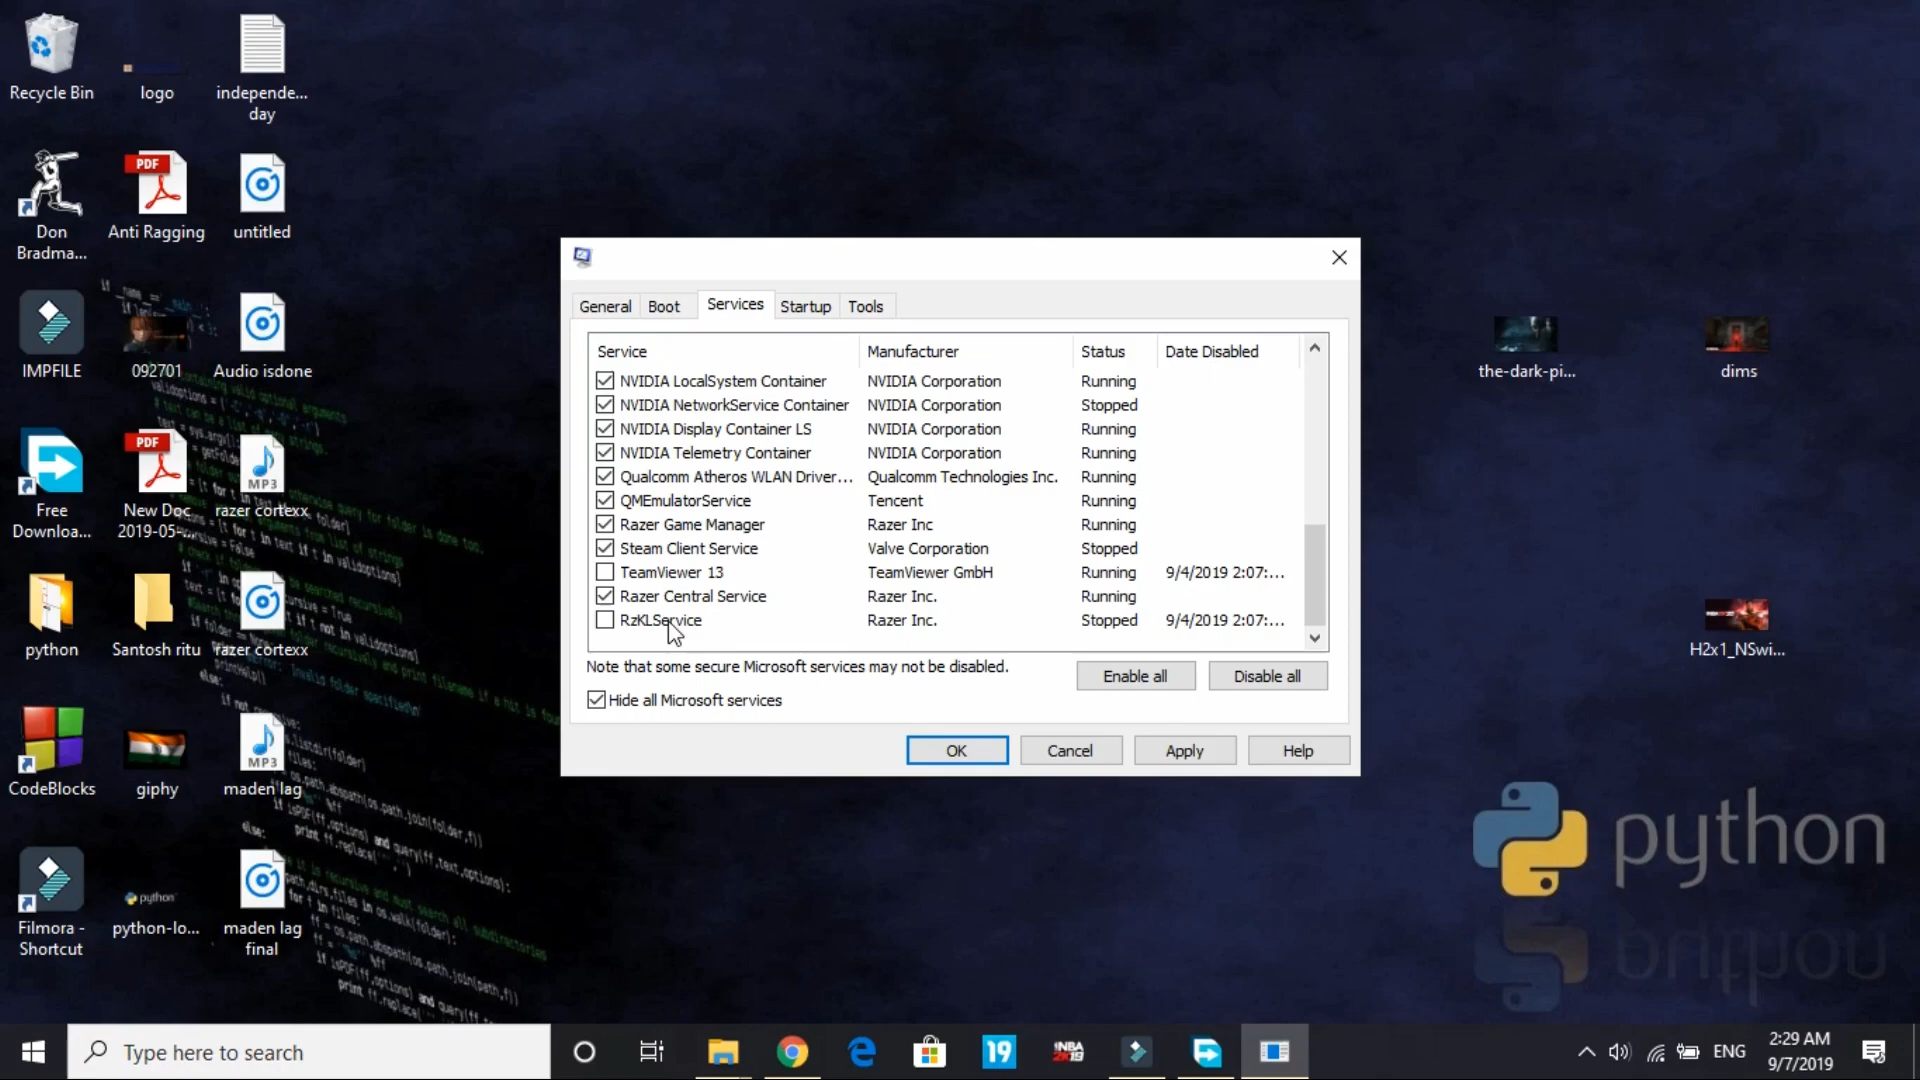 Recycle Bin
logo
independe...
day
Don
Bradma...
PDF
Anti Ragging
untitled
IMPFILE
092701
Audio isdone
Free
Downloa...
PDF
New Doc
2019-05-...
MP3
razer cortexx
python
Santosh ritu
razer cortexx
CodeBlocks
giphy
MP3
maden lag
Filmora -
Shortcut
python
python-lo...
maden lag
final
General
Boot
Services
Startup
Tools
Service Manufacturer Status Date Disabled
NVIDIA LocalSystem Container NVIDIA Corporation Running
NVIDIA NetworkService Container NVIDIA Corporation Stopped
NVIDIA Display Container LS NVIDIA Corporation Running
NVIDIA Telemetry Container NVIDIA Corporation Running
Qualcomm Atheros WLAN Driver... Qualcomm Technologies Inc. Running
QMEmulatorService Tencent Running
Razer Game Manager Razer Inc Running
Steam Client Service Valve Corporation Stopped
TeamViewer 13 TeamViewer GmbH Running 9/4/2019 2:07:...
Razer Central Service Razer Inc. Running
RzKLService Razer Inc. Stopped 9/4/2019 2:07:...
Note that some secure Microsoft services may not be disabled.
Enable all
Disable all
Hide all Microsoft services
OK
Cancel
Apply
Help
the-dark-pi...
dims
H2x1_NSwi...
python
Type here to search
19
NBA
2K19
ENG
2:29 AM
9/7/2019